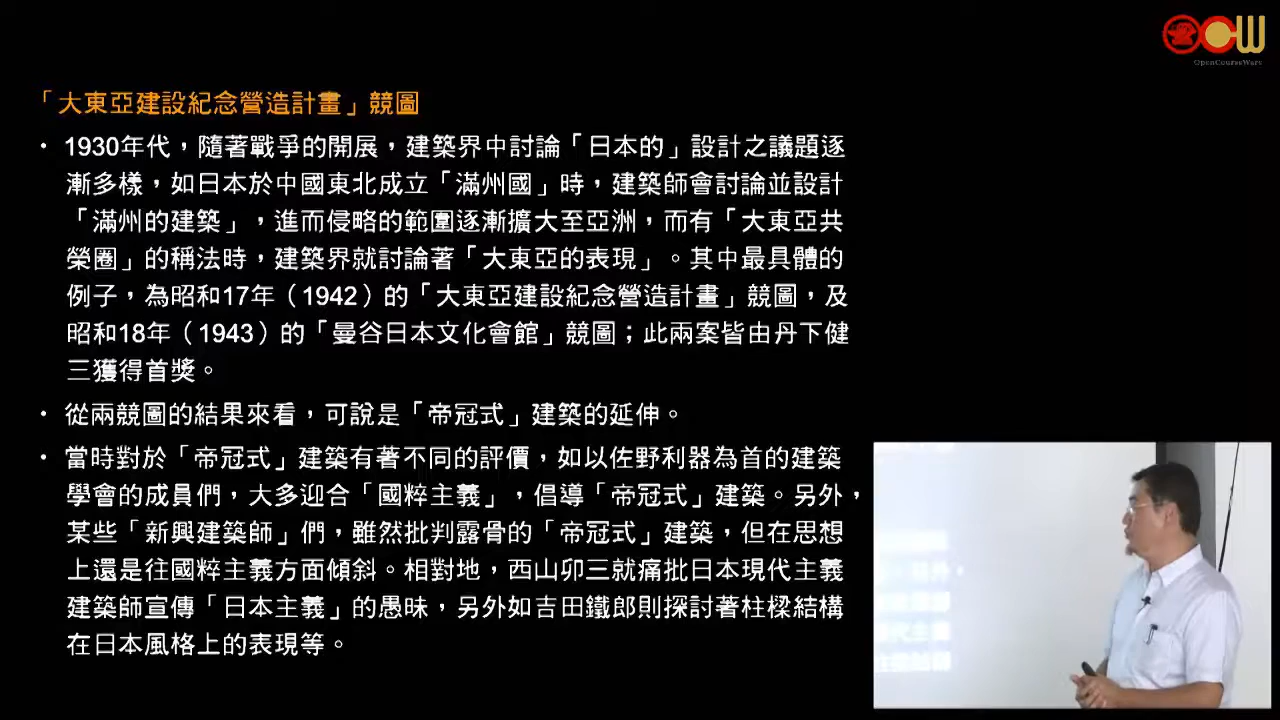 OCW
OpenCourseWare
「大東亞建設紀念營造計畫」競圖
• 1930年代，隨著戰爭的開展，建築界中討論「日本的」設計之議題逐
漸多樣，如日本於中國東北成立「滿州國」時，建築師會討論並設計
「滿州的建築」，進而侵略的範圍逐漸擴大至亞洲，而有「大東亞共
榮圈」的稱法時，建築界就討論著「大東亞的表現」。其中最具體的
例子，為昭和17年（1942）的「大東亞建設紀念營造計畫」競圖，及
昭和18年（1943）的「曼谷日本文化會館」競圖；此兩案皆由丹下健
三獲得首獎。
• 從兩競圖的結果來看，可說是「帝冠式」建築的延伸。
• 當時對於「帝冠式」建築有著不同的評價，如以佐野利器為首的建築
學會的成員們，大多迎合「國粹主義」，倡導「帝冠式」建築。另外，
某些「新興建築師」們，雖然批判露骨的「帝冠式」建築，但在思想
上還是往國粹主義方面傾斜。相對地，西山卯三就痛批日本現代主義
建築師宣傳「日本主義」的愚昧，另外如吉田鐵郎則探討著柱樑結構
在日本風格上的表現等。